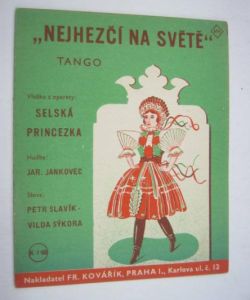 „NEJHEZČÍ NA SVĚTĚ“
TANGO
Vložka z operety:
SELSKÁ
PRINCEZKA
Hudba:
JAR. JANKOVEC
Slova:
PETR SLAVÍK-
VILDA SÝKORA
Nakladatel FR. KOVÁŘÍK, PRAHA I., Karlova ul. č. 12